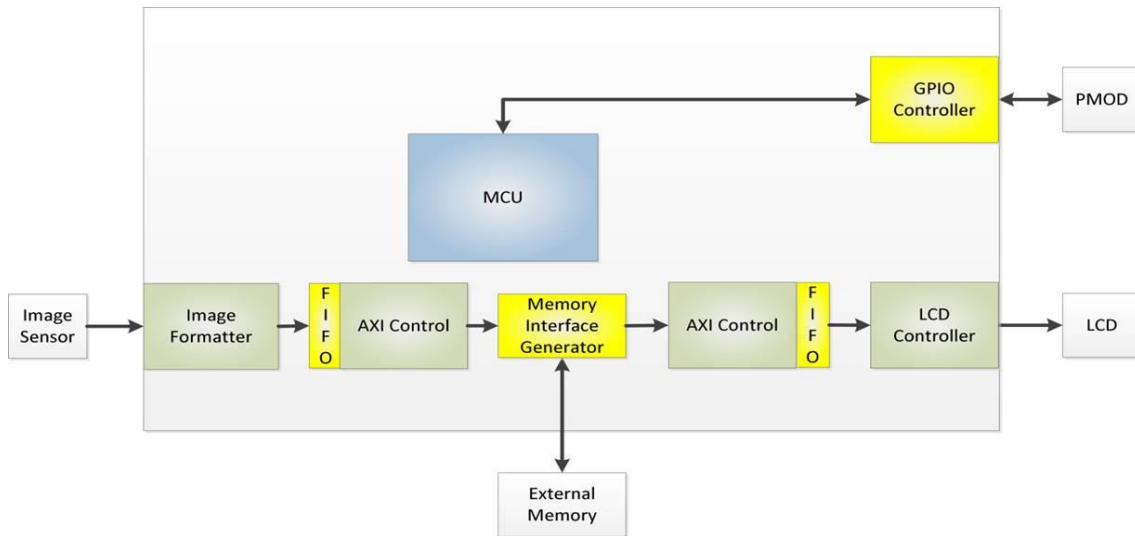 GPIO
Controller
PMOD
MCU
Image
Sensor
Image
Formatter
F
I
F
O
AXI Control
Memory
Interface
Generator
AXI Control
F
I
F
O
LCD
Controller
LCD
External
Memory